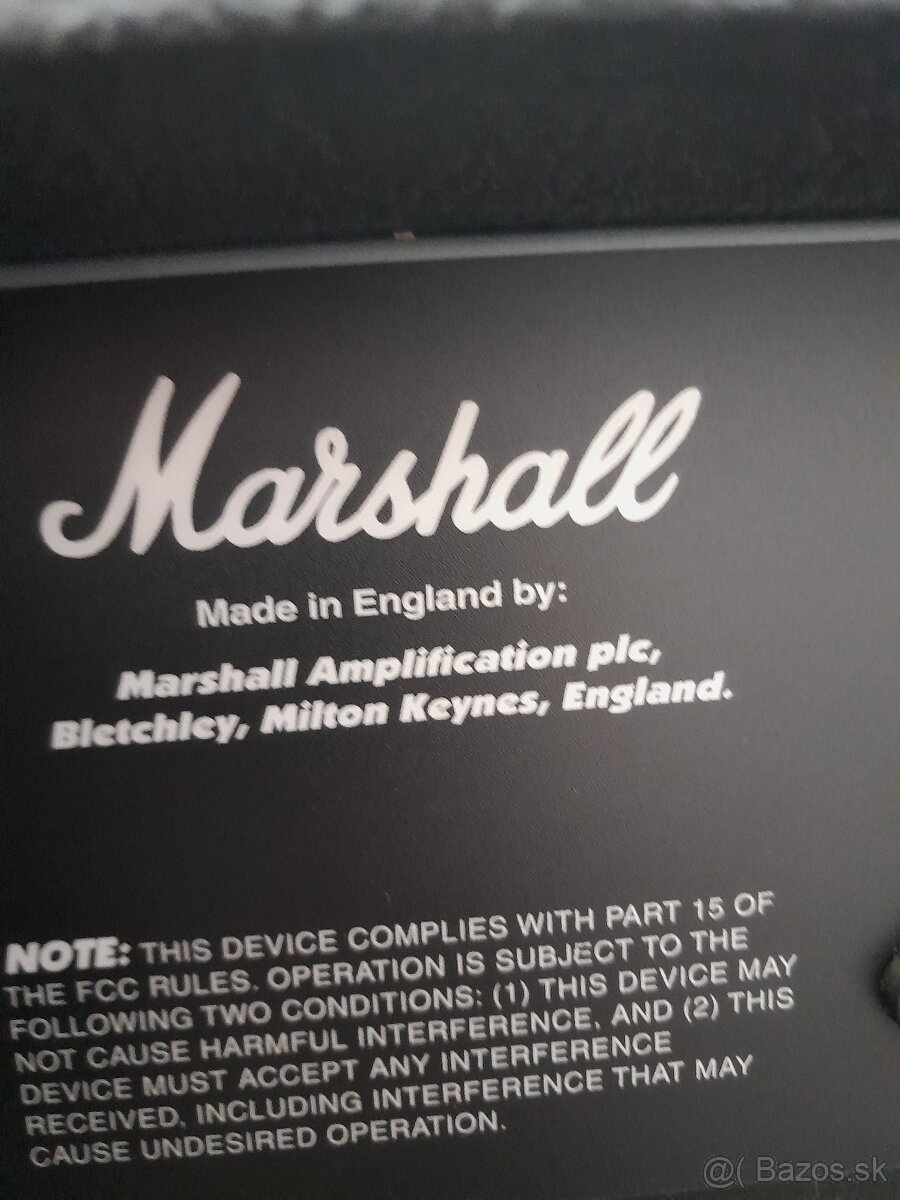 Marshall
Made in England by:
Marshall Amplification plc,
Bletchley, Milton Keynes, England.
NOTE: THIS DEVICE COMPLIES WITH PART 15 OF
THE FCC RULES. OPERATION IS SUBJECT TO THE
FOLLOWING TWO CONDITIONS: (1) THIS DEVICE MAY
NOT CAUSE HARMFUL INTERFERENCE, AND (2) THIS
DEVICE MUST ACCEPT ANY INTERFERENCE
RECEIVED, INCLUDING INTERFERENCE THAT MAY
CAUSE UNDESIRED OPERATION.
@( Bazos.sk